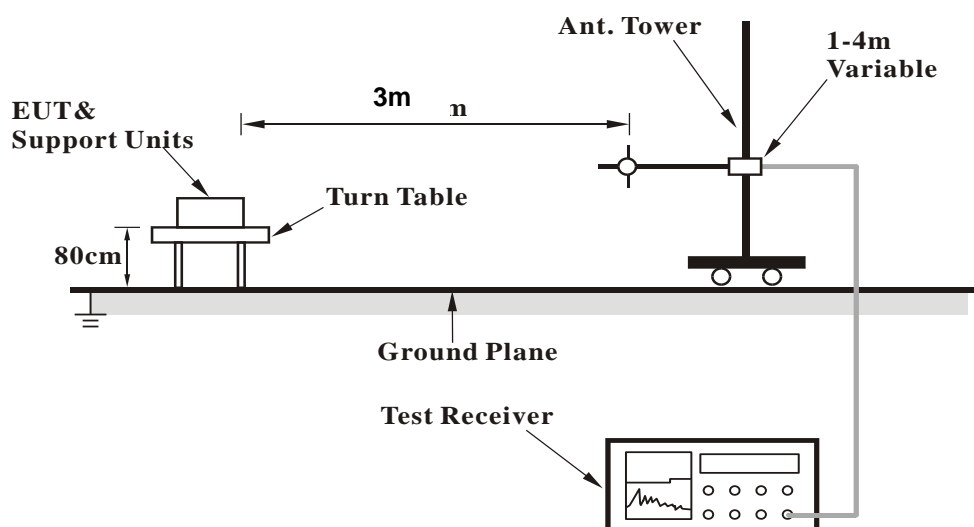 Ant. Tower
1-4m
Variable
3m
EUT&
Support Units
Turn Table
80cm
Ground Plane
Test Receiver